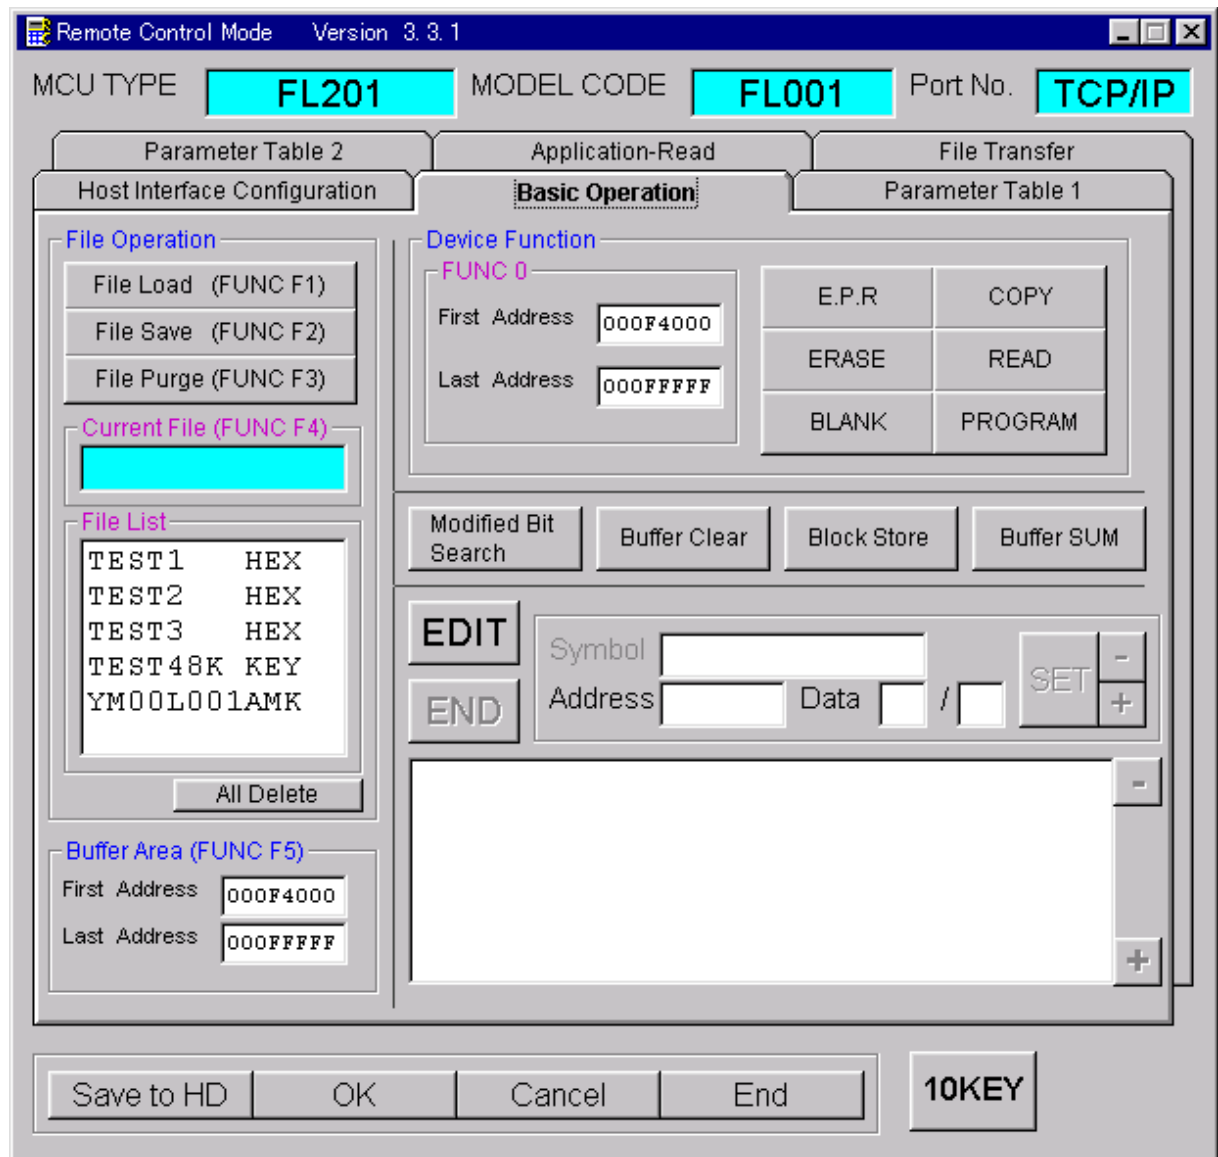 Remote Control Mode Version 3. 3. 1
MCU TYPE FL201 MODEL CODE FL001 Port No. TCP/IP
Parameter Table 2 Application-Read File Transfer
Host Interface Configuration Basic Operation Parameter Table 1
File Operation
File Load (FUNC F1)
File Save (FUNC F2)
File Purge (FUNC F3)
Current File (FUNC F4)
File List
TEST1 HEX
TEST2 HEX
TEST3 HEX
TEST48K KEY
YM00L001AMK
All Delete
Buffer Area (FUNC F5)
First Address 000F4000
Last Address 000FFFFF
Device Function
FUNC 0
First Address 000F4000
Last Address 000FFFFF
E.P.R COPY
ERASE READ
BLANK PROGRAM
Modified Bit
Search
Buffer Clear Block Store Buffer SUM
EDIT
END
Symbol
Address Data /
SET - +
-
+
Save to HD OK Cancel End 10KEY